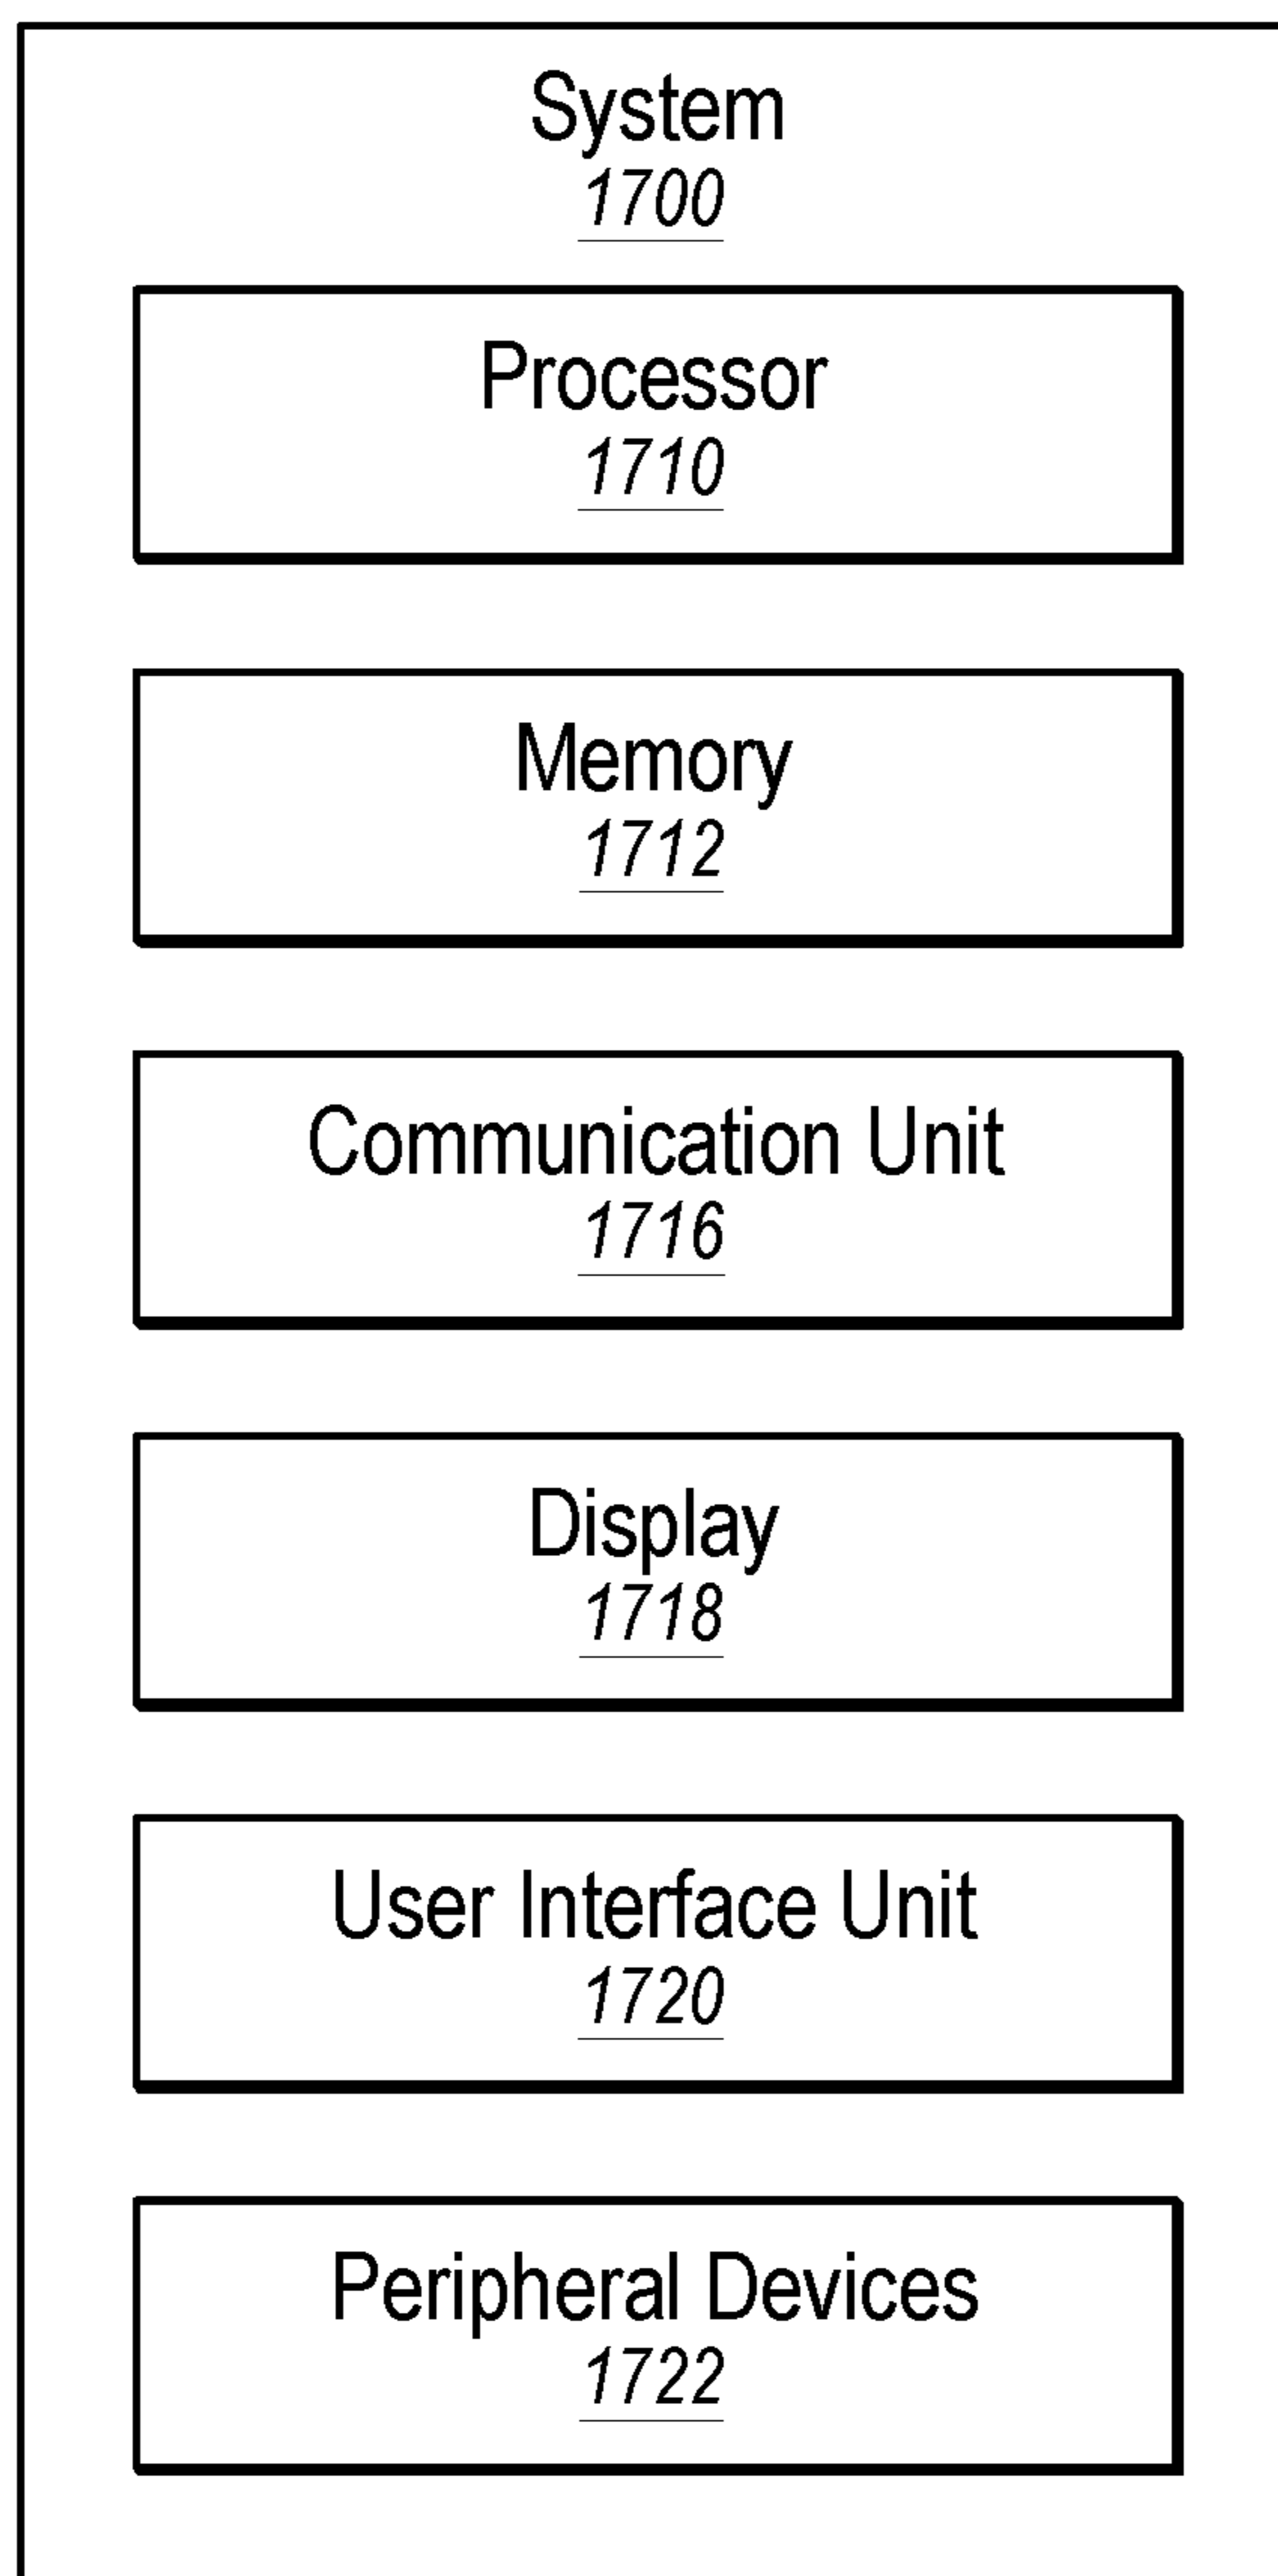 System
1700
Processor
1710
Memory
1712
Communication Unit
1716
Display
1718
User Interface Unit
1720
Peripheral Devices
1722